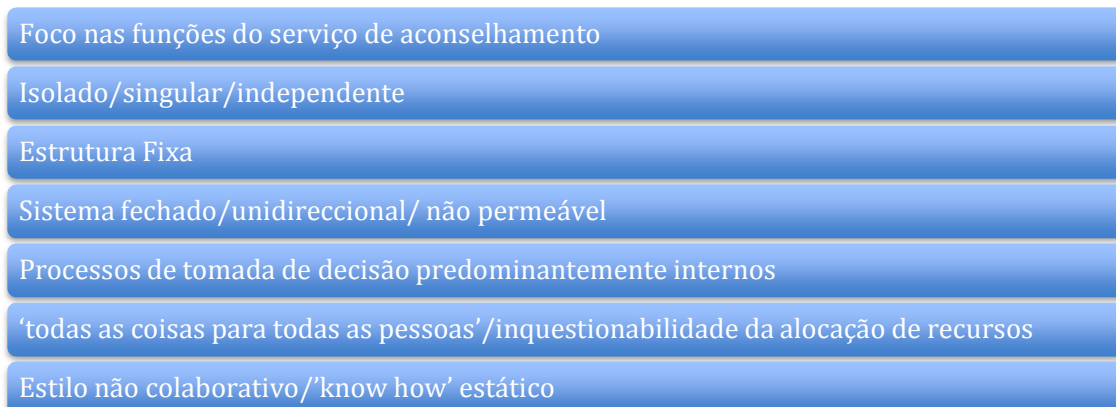 Foco nas funções do serviço de aconselhamento
Isolado/singular/independente
Estrutura Fixa
Sistema fechado/unidireccional/ não permeável
Processos de tomada de decisão predominantemente internos
‘todas as coisas para todas as pessoas’/inquestionabilidade da alocação de recursos
Estilo não colaborativo/’know how’ estático